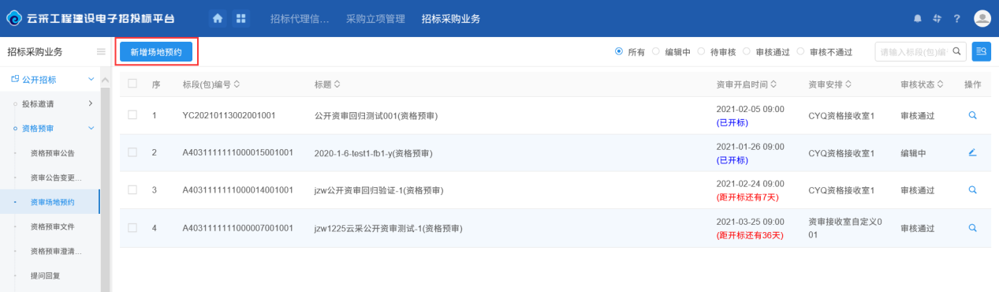 云采工程建设电子招投标平台
招标代理信...
采购立项管理
招标采购业务
?
招标采购业务
新增场地预约
所有
编辑中
待审核
审核通过
审核不通过
请输入标段(包)编
公开招标
投标邀请
资格预审
资格预审公告
资审公告变更...
资审场地预约
资格预审文件
资格预审澄清...
提问回复
序 标段(包)编号 标题 资审开启时间 资审安排 审核状态 操作
1 YC20210113002001001 公开资审回归测试001(资格预审) 2021-02-05 09:00 CYQ资格接收室1 审核通过
(已开标)
2 A4031111111000015001001 2020-1-6-test1-fb1-y(资格预审) 2021-01-26 09:00 CYQ资格接收室1 编辑中
(已开标)
3 A4031111111000014001001 jzw公开资审回归验证-1(资格预审) 2021-02-24 09:00 CYQ资格接收室1 审核通过
(距开标还有7天)
4 A4031111111000007001001 jzw1225云采公开资审测试-1(资格预审) 2021-03-25 09:00 资审接收室自定义0 审核通过
(距开标还有36天) 01